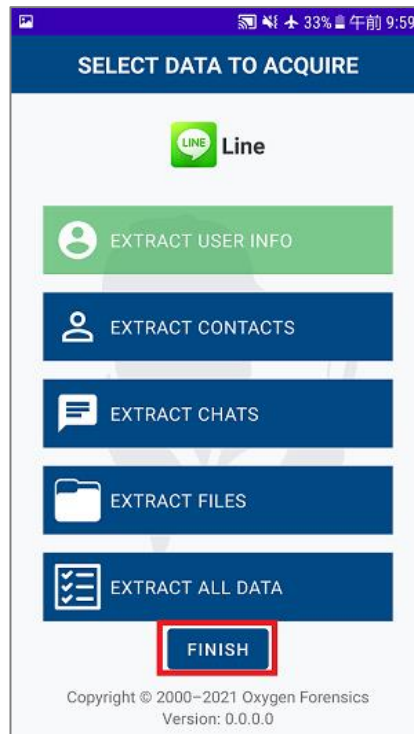 33% 午前 9:59
SELECT DATA TO ACQUIRE
LINE Line
EXTRACT USER INFO
EXTRACT CONTACTS
EXTRACT CHATS
EXTRACT FILES
EXTRACT ALL DATA
FINISH
Copyright © 2000–2021 Oxygen Forensics
Version: 0.0.0.0